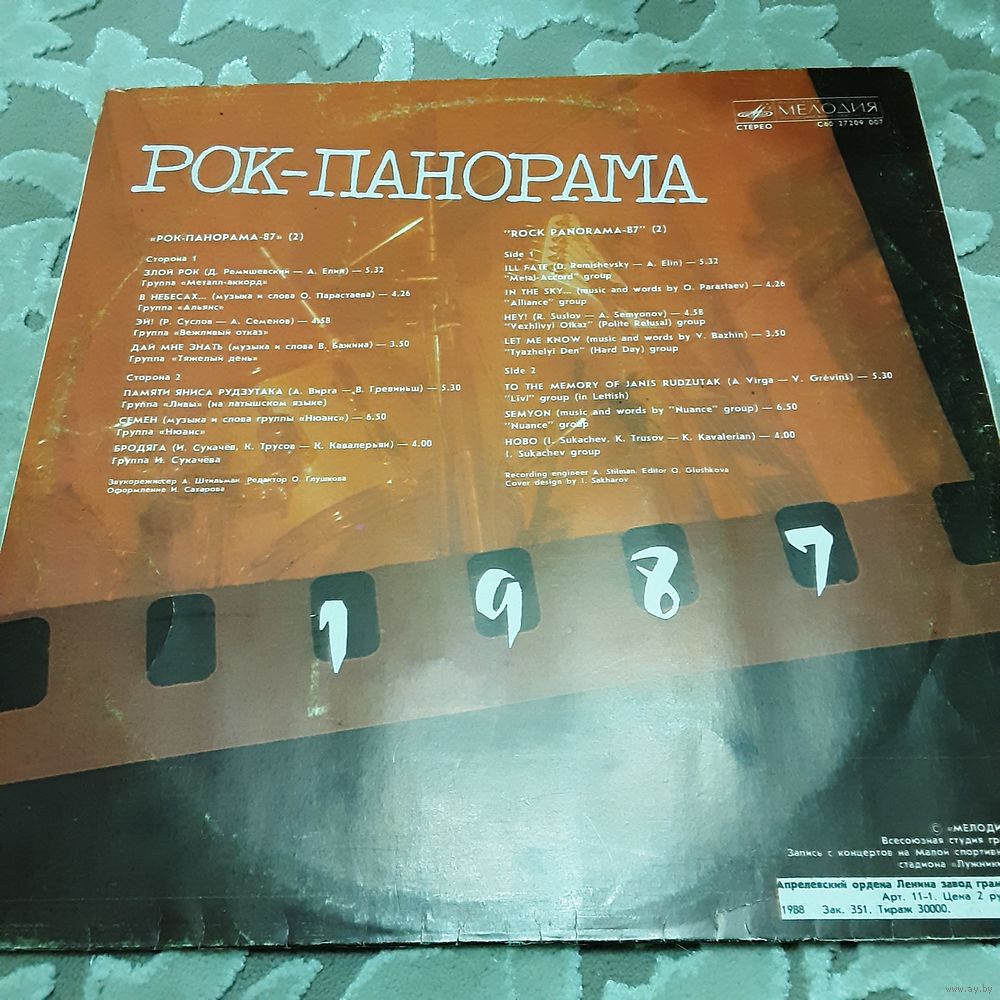 МЕЛОДИЯ
СТЕРЕО С60 27209 007
РОК-ПАНОРАМА
«РОК-ПАНОРАМА-87» (2)
Сторона 1
ЗЛОЙ РОК (Д. Ремишевский — А. Елин) — 5.32
Группа «Металл-аккорд»
В НЕБЕСАХ... (музыка и слова О. Парастаева) — 4.26
Группа «Альянс»
ЭЙ! (Р. Суслов — А. Семенов) — 4.58
Группа «Вежливый отказ»
ДАЙ МНЕ ЗНАТЬ (музыка и слова В. Бажина) — 3.50
Группа «Тяжелый день»
Сторона 2
ПАМЯТИ ЯНИСА РУДЗУТАКА (А. Вирга — В. Гревиньш) — 5.30
Группа «Ливы» (на латышском языке)
СЕМЕН (музыка и слова группы «Нюанс») — 6.50
Группа «Нюанс»
БРОДЯГА (И. Сукачёв, К. Трусов — К. Кавалерьян) — 4.00
Группа И. Сукачёва
Звукорежиссер А. Штильман. Редактор О. Глушкова
Оформление И. Сахарова
"ROCK PANORAMA-87" (2)
Side 1
ILL FATE (D. Remishevsky — A. Elin) — 5.32
"Metal-Accord" group
IN THE SKY... (music and words by O. Parastaev) — 4.26
"Alliance" group
HEY! (R. Suslov — A. Semyonov) — 4.58
"Vezhlivyi Otkaz" (Polite Relusal) group
LET ME KNOW (music and words by V. Bazhin) — 3.50
"Tyazhelyi Den" (Hard Day) group
Side 2
TO THE MEMORY OF JANIS RUDZUTAK (A. Virga — V. Grēvinš) — 5.30
"Līvi" group (in Lettish)
SEMYON (music and words by "Nuance" group) — 6.50
"Nuance" group
HOBO (I. Sukachev, K. Trusov — K. Kavalerian) — 4.00
I. Sukachev group
Recording engineer A. Stilman. Editor O. Glushkova
Cover design by I. Sakharov
1987
© «МЕЛОДИ
Всесоюзная студия гр
Запись с концертов на Малой спортивн
стадиона «Лужник
Апрелевский ордена Ленина завод грам
Арт. 11-1. Цена 2 ру
1988 Зак. 351. Тираж 30000.
www.ay.by